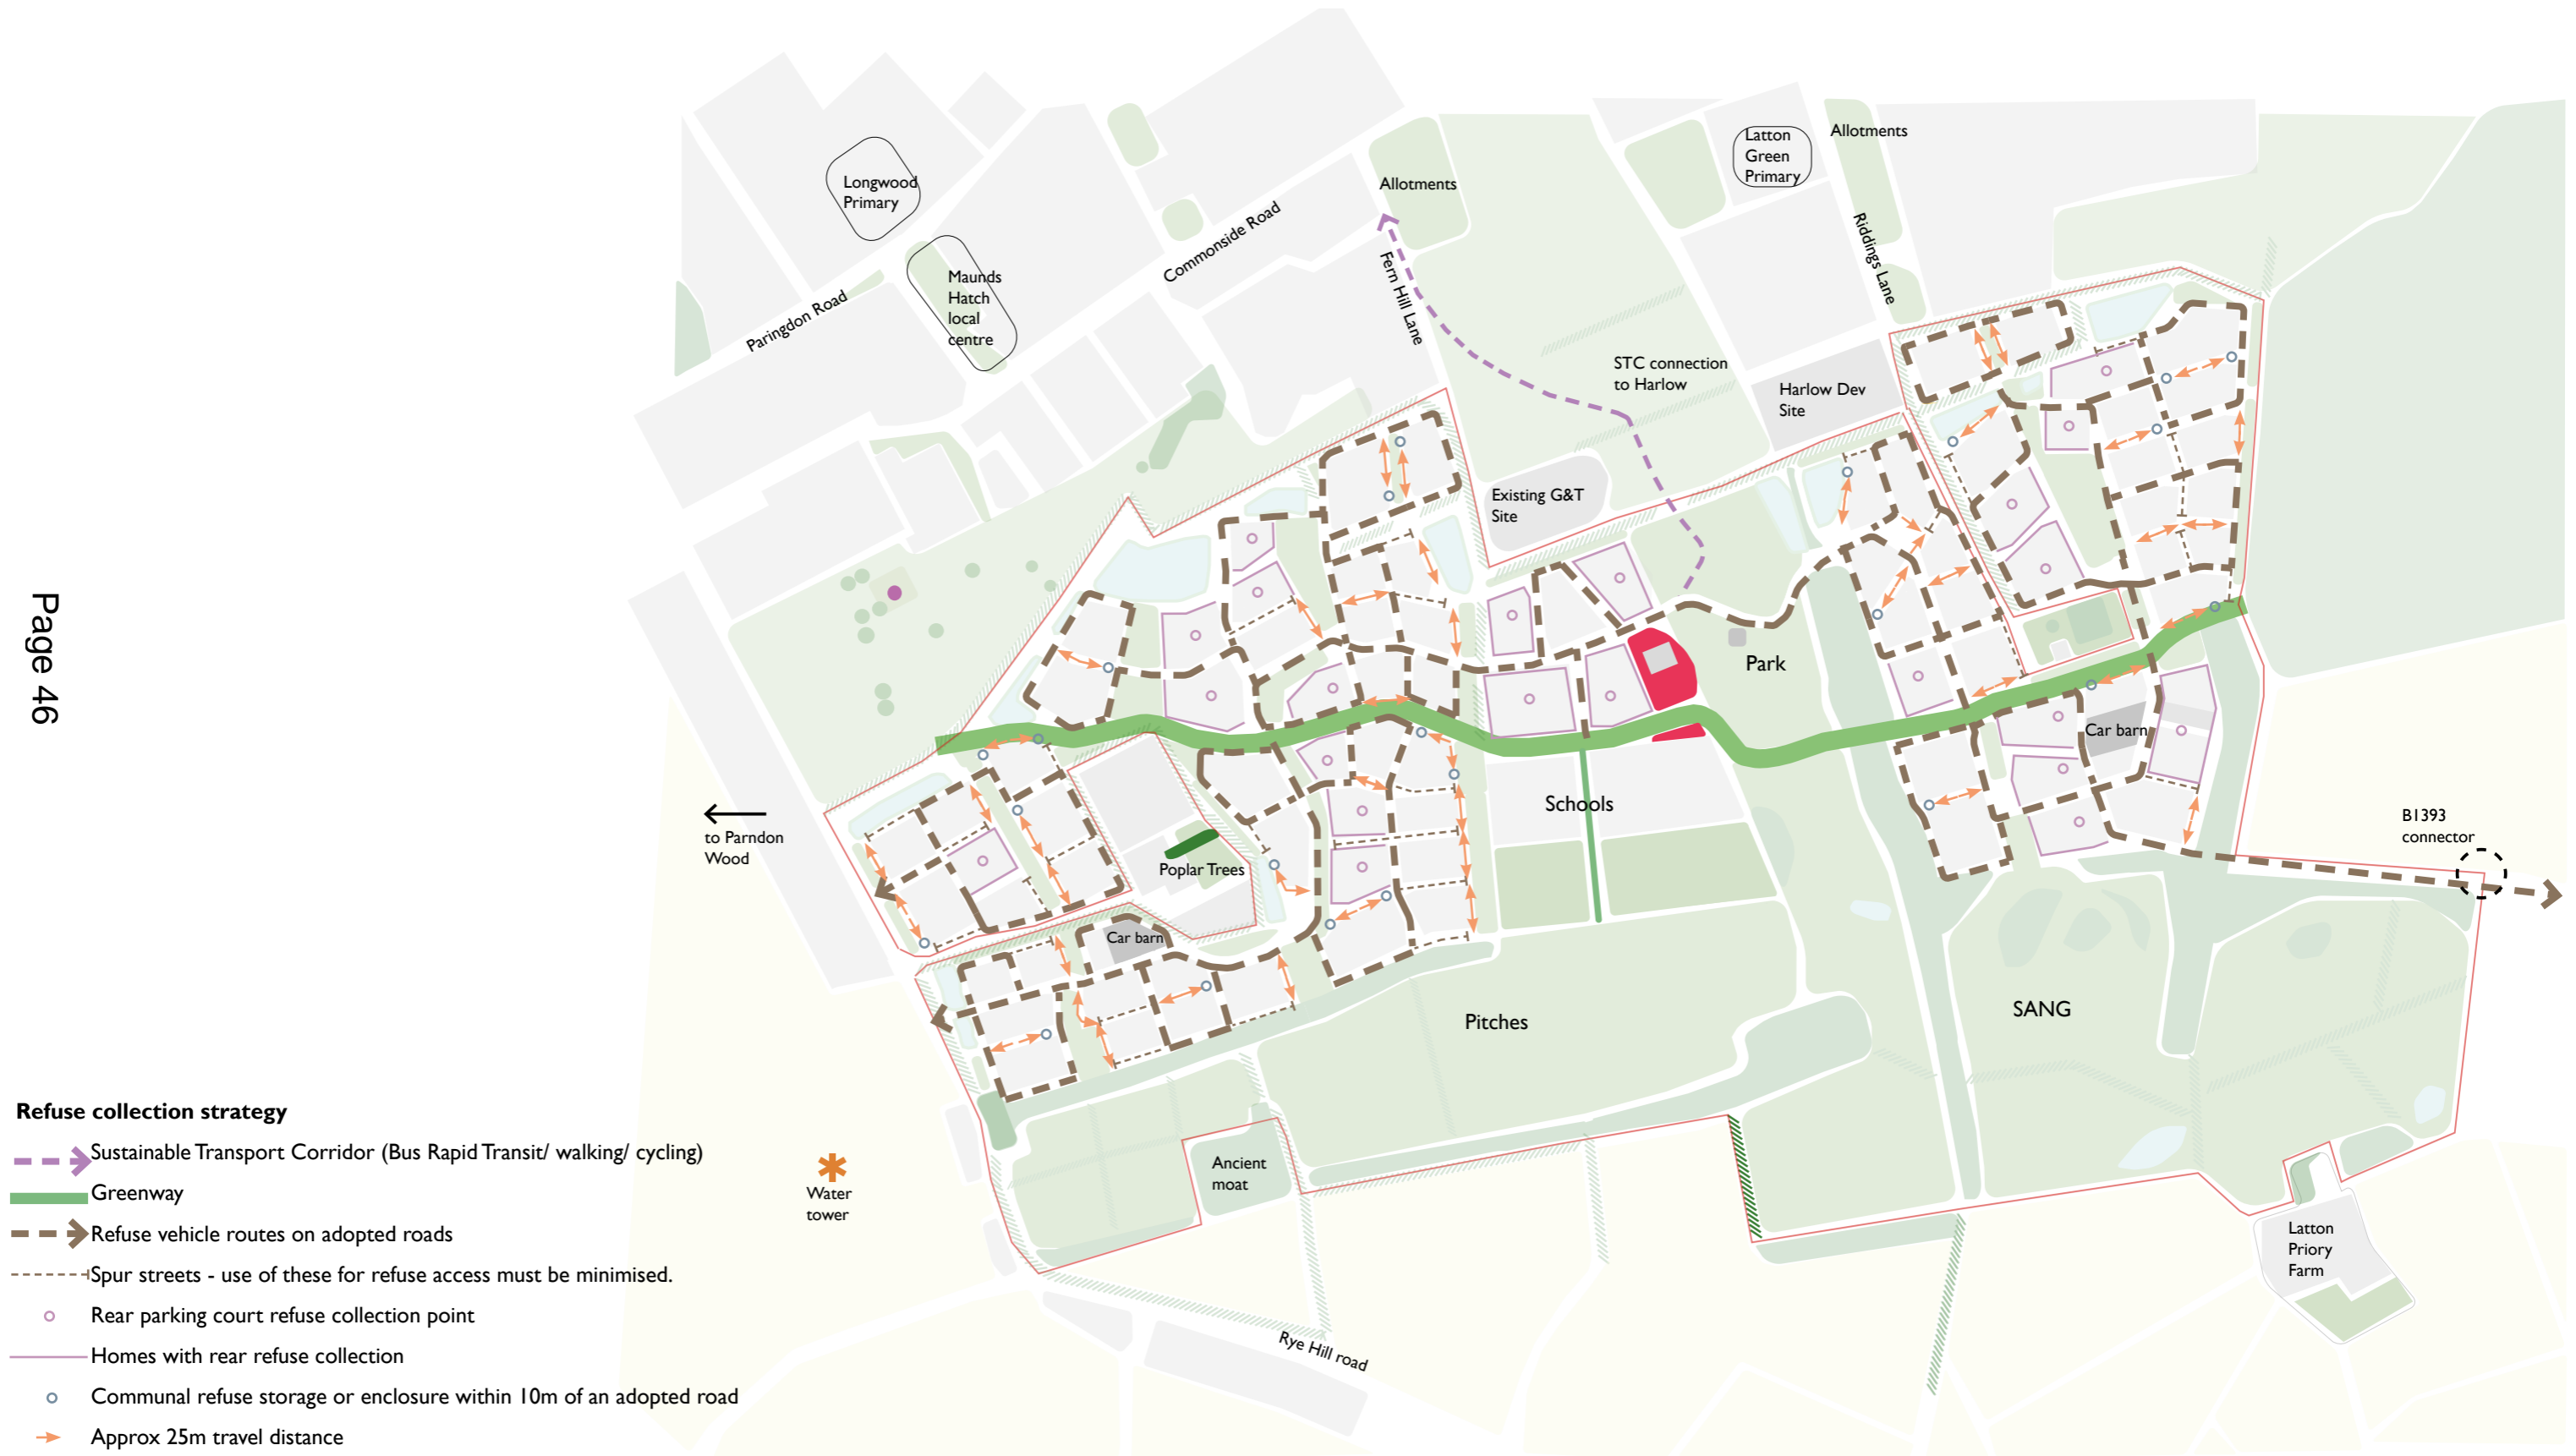 Page 46
Longwood
Primary
Maunds
Hatch
local
centre
Paringdon Road
Commonside Road
Allotments
Fern Hill Lane
Latton
Green
Primary
Allotments
Riddings Lane
STC connection
to Harlow
Harlow Dev
Site
Existing G&T
Site
Park
Car barn
Schools
to Parndon
Wood
Poplar Trees
Car barn
B1393
connector
Pitches
SANG
Ancient
moat
Water
tower
Latton
Priory
Farm
Rye Hill road
Refuse collection strategy
Sustainable Transport Corridor (Bus Rapid Transit/ walking/ cycling)
Greenway
Refuse vehicle routes on adopted roads
Spur streets - use of these for refuse access must be minimised.
Rear parking court refuse collection point
Homes with rear refuse collection
Communal refuse storage or enclosure within 10m of an adopted road
Approx 25m travel distance